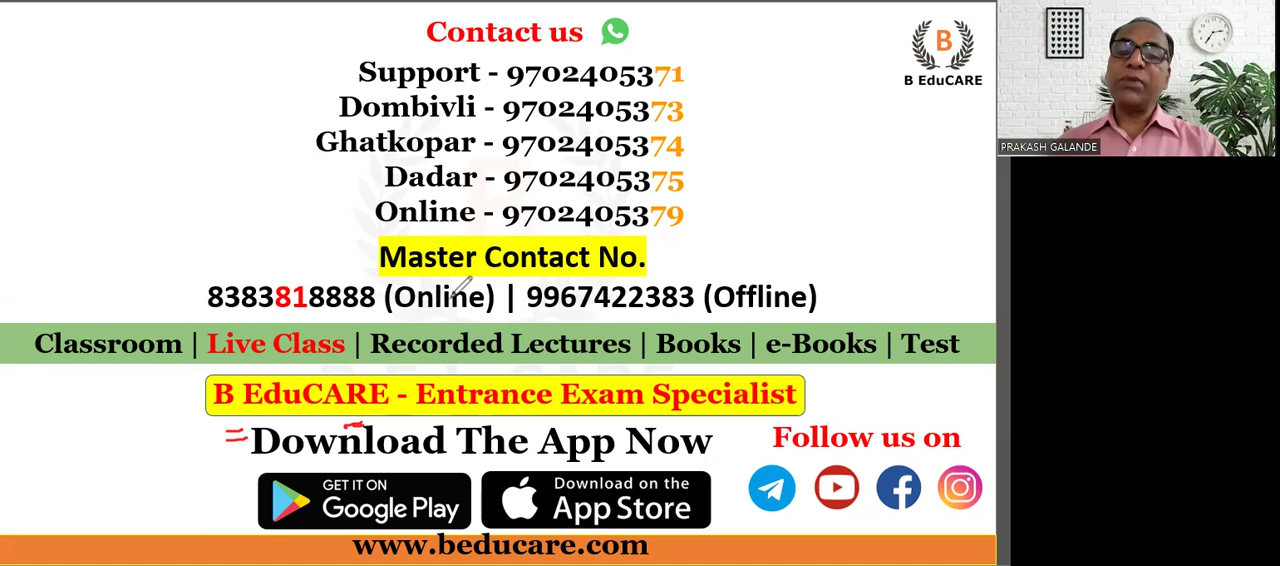 Contact us
Support - 9702405371
Dombivli - 9702405373
Ghatkopar - 9702405374
Dadar - 9702405375
Online - 9702405379
Master Contact No.
8383818888 (Online) | 9967422383 (Offline)
Classroom | Live Class | Recorded Lectures | Books | e-Books | Test
B EduCARE - Entrance Exam Specialist
Download The App Now
GET IT ON
Google Play
Download on the
App Store
Follow us on
www.beducare.com
B
B EduCARE
PRAKASH GALANDE